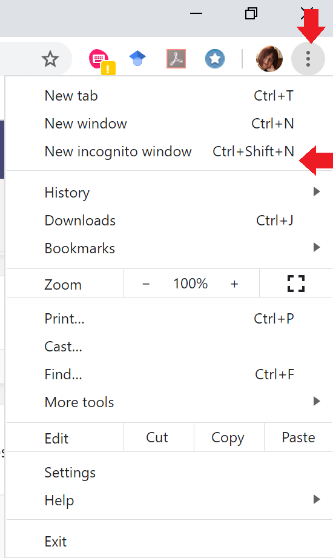 New tab Ctrl+T
New window Ctrl+N
New incognito window Ctrl+Shift+N
History
Downloads Ctrl+J
Bookmarks
Zoom - 100% +
Print... Ctrl+P
Cast...
Find... Ctrl+F
More tools
Edit Cut Copy Paste
Settings
Help
Exit